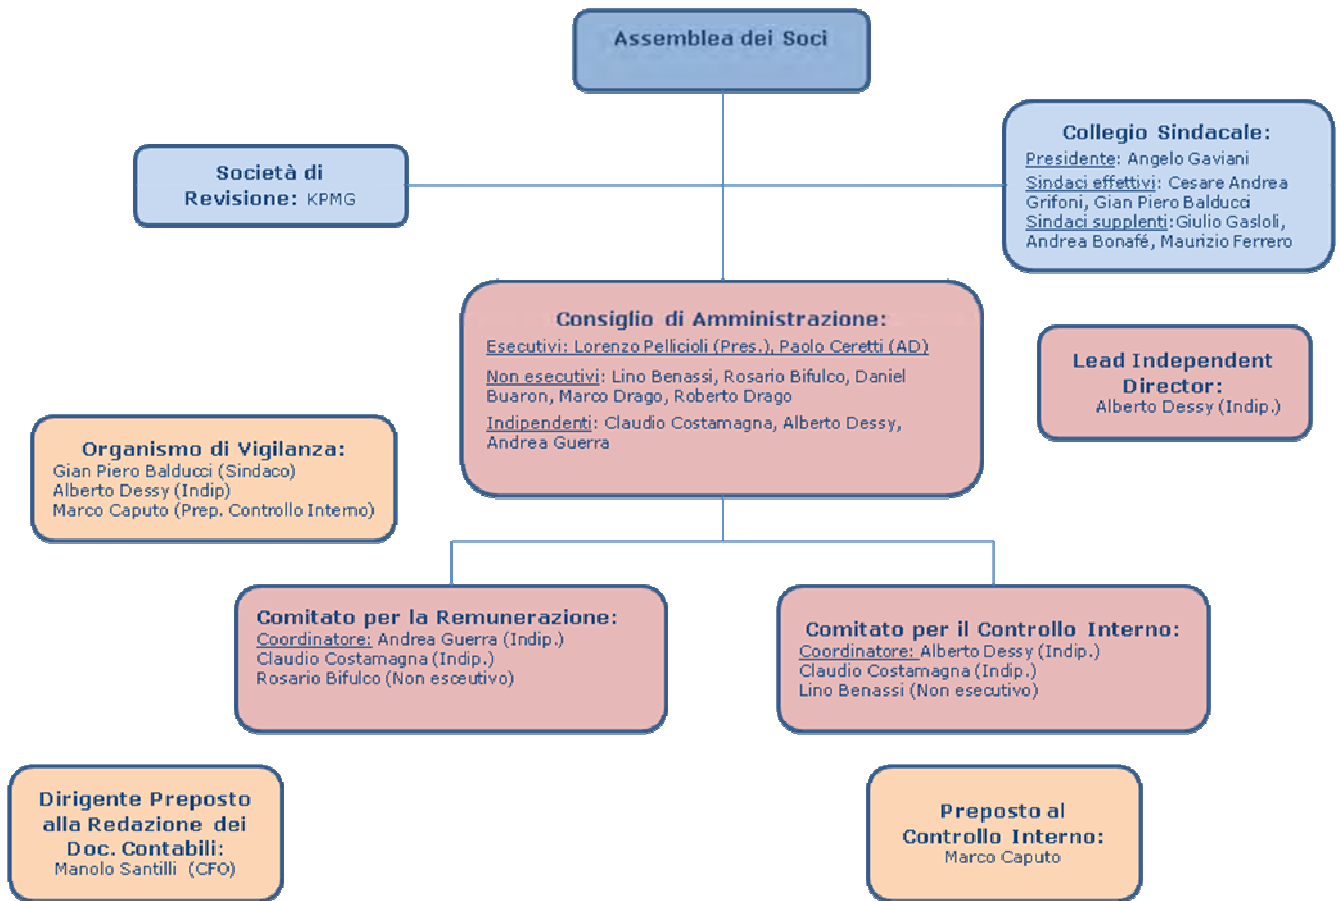 Assemblea dei Soci
Collegio Sindacale:
Presidente: Angelo Gaviani
Sindaci effettivi: Cesare Andrea
Grifoni, Gian Piero Balducci
Sindaci supplenti:Giulio Gasloli,
Andrea Bonafé, Maurizio Ferrero
Società di
Revisione: KPMG
Consiglio di Amministrazione:
Esecutivi: Lorenzo Pellicioli (Pres.), Paolo Ceretti (AD)
Non esecutivi: Lino Benassi, Rosario Bifulco, Daniel
Buaron, Marco Drago, Roberto Drago
Indipendenti: Claudio Costamagna, Alberto Dessy,
Andrea Guerra
Lead Independent
Director:
Alberto Dessy (Indip.)
Organismo di Vigilanza:
Gian Piero Balducci (Sindaco)
Alberto Dessy (Indip)
Marco Caputo (Prep. Controllo Interno)
Comitato per la Remunerazione:
Coordinatore: Andrea Guerra (Indip.)
Claudio Costamagna (Indip.)
Rosario Bifulco (Non esceutivo)
Comitato per il Controllo Interno:
Coordinatore: Alberto Dessy (Indip.)
Claudio Costamagna (Indip.)
Lino Benassi (Non esecutivo)
Dirigente Preposto
alla Redazione dei
Doc. Contabili:
Manolo Santilli (CFO)
Preposto al
Controllo Interno:
Marco Caputo